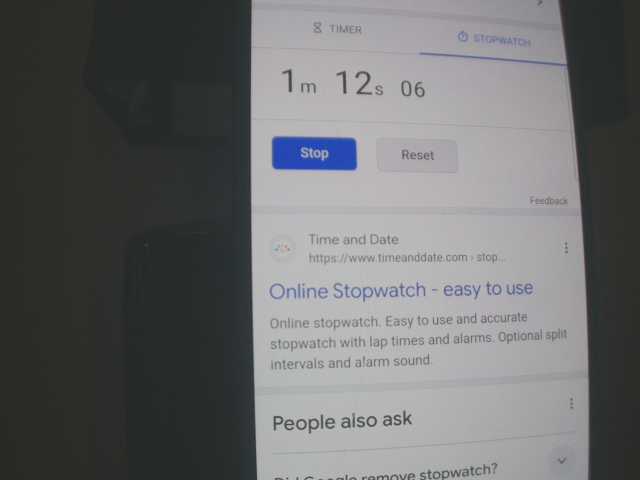 TIMER
STOPWATCH
1m 12s 06
Stop
Reset
Feedback
Time and Date
https://www.timeanddate.com › stop...
Online Stopwatch - easy to use
Online stopwatch. Easy to use and accurate
stopwatch with lap times and alarms. Optional split
intervals and alarm sound.
People also ask
Did Google remove stopwatch?